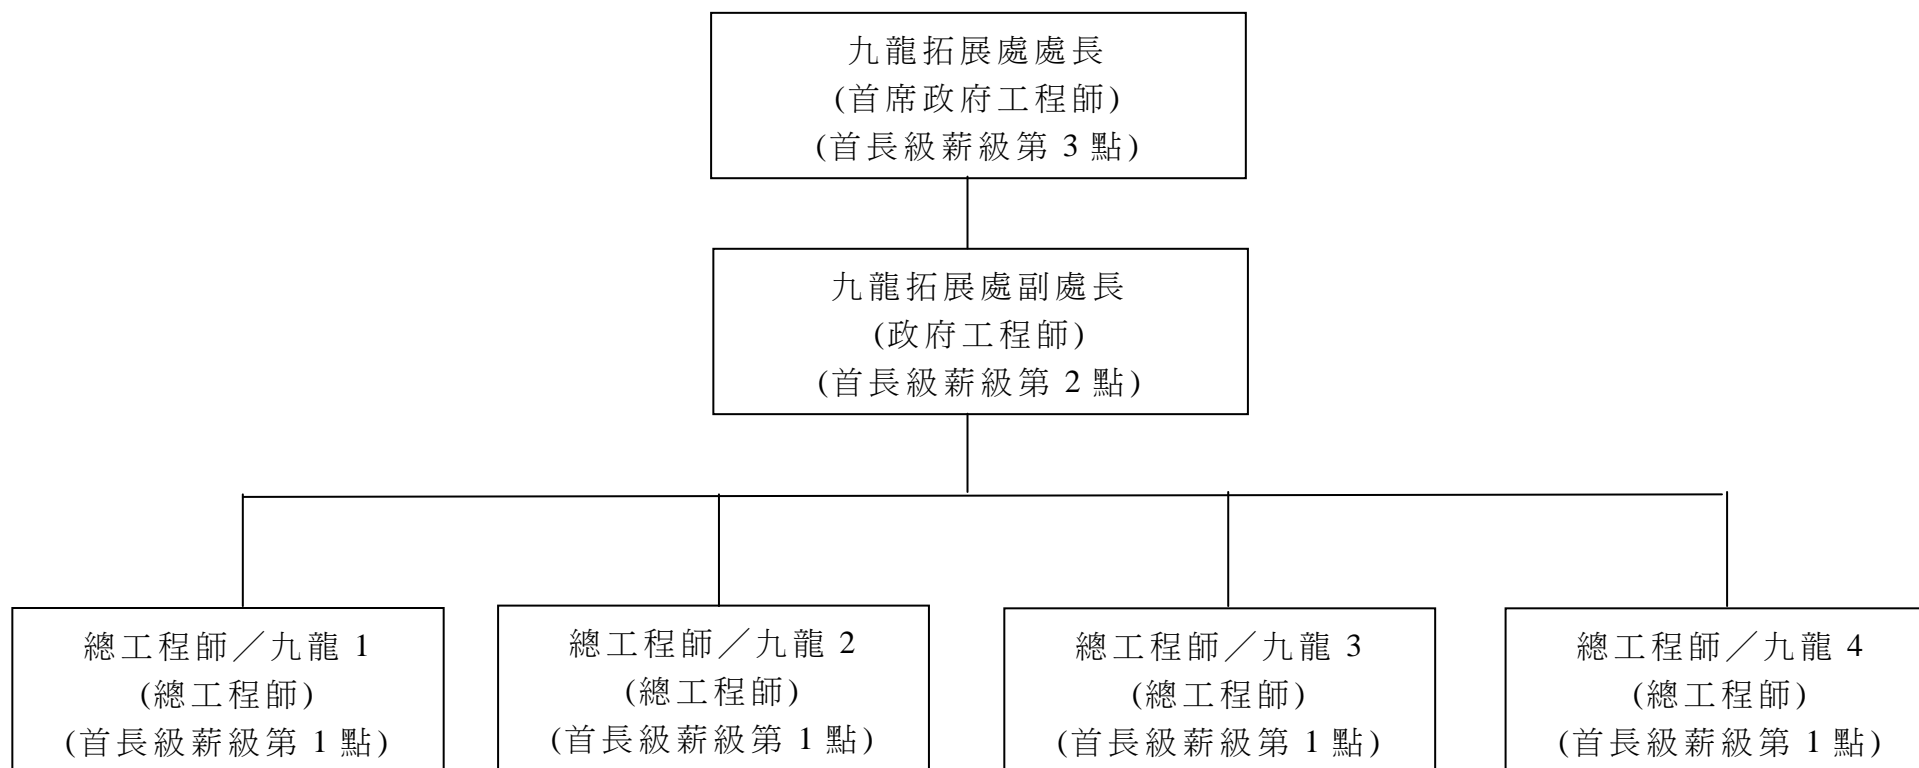 九龍拓展處處長
(首席政府工程師)
(首長級薪級第 3 點)
九龍拓展處副處長
(政府工程師)
(首長級薪級第 2 點)
總工程師／九龍 1
(總工程師)
(首長級薪級第 1 點)
總工程師／九龍 2
(總工程師)
(首長級薪級第 1 點)
總工程師／九龍 3
(總工程師)
(首長級薪級第 1 點)
總工程師／九龍 4
(總工程師)
(首長級薪級第 1 點)